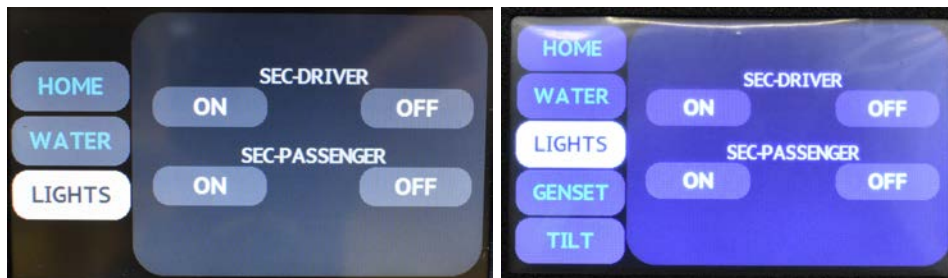 HOME
WATER
LIGHTS
SEC-DRIVER
ON OFF
SEC-PASSENGER
ON OFF
HOME
WATER
LIGHTS
GENSET
TILT
SEC-DRIVER
ON OFF
SEC-PASSENGER
ON OFF